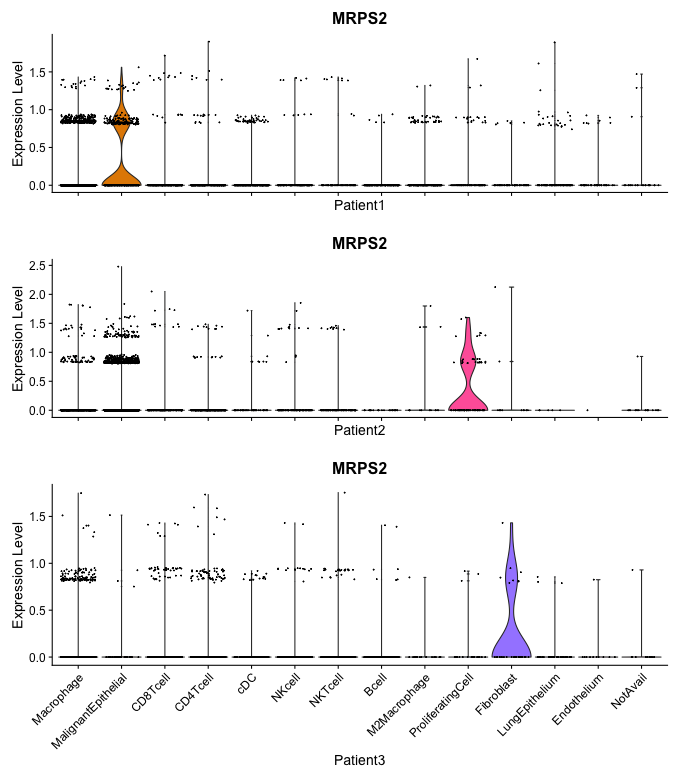 MRPS2
Expression Level
1.5
1.0
0.5
0.0
Patient1
MRPS2
Expression Level
2.5
2.0
1.5
1.0
0.5
0.0
Patient2
MRPS2
Expression Level
1.5
1.0
0.5
0.0
Macrophage
MalignantEpithelial
CD8Tcell
CD4Tcell
cDC
NKcell
NKTcell
Bcell
M2Macrophage
ProliferatingCell
Fibroblast
LungEpithelium
Endothelium
NotAvail
Patient3